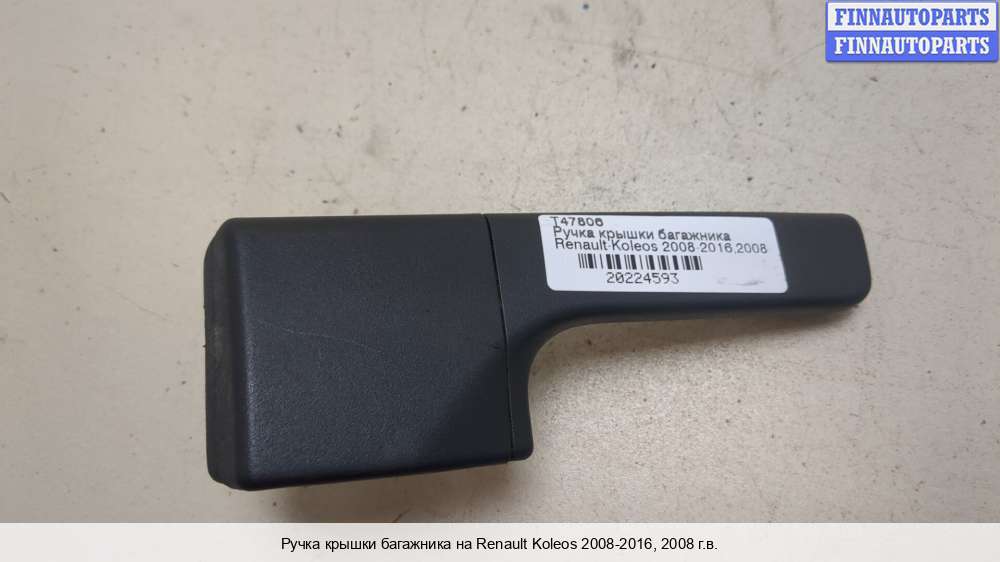 FINNAUTOPARTS
FINNAUTOPARTS
T47806
Ручка крышки багажника
Renault Koleos 2008-2016,2008
20224593
Ручка крышки багажника на Renault Koleos 2008-2016, 2008 г.в.